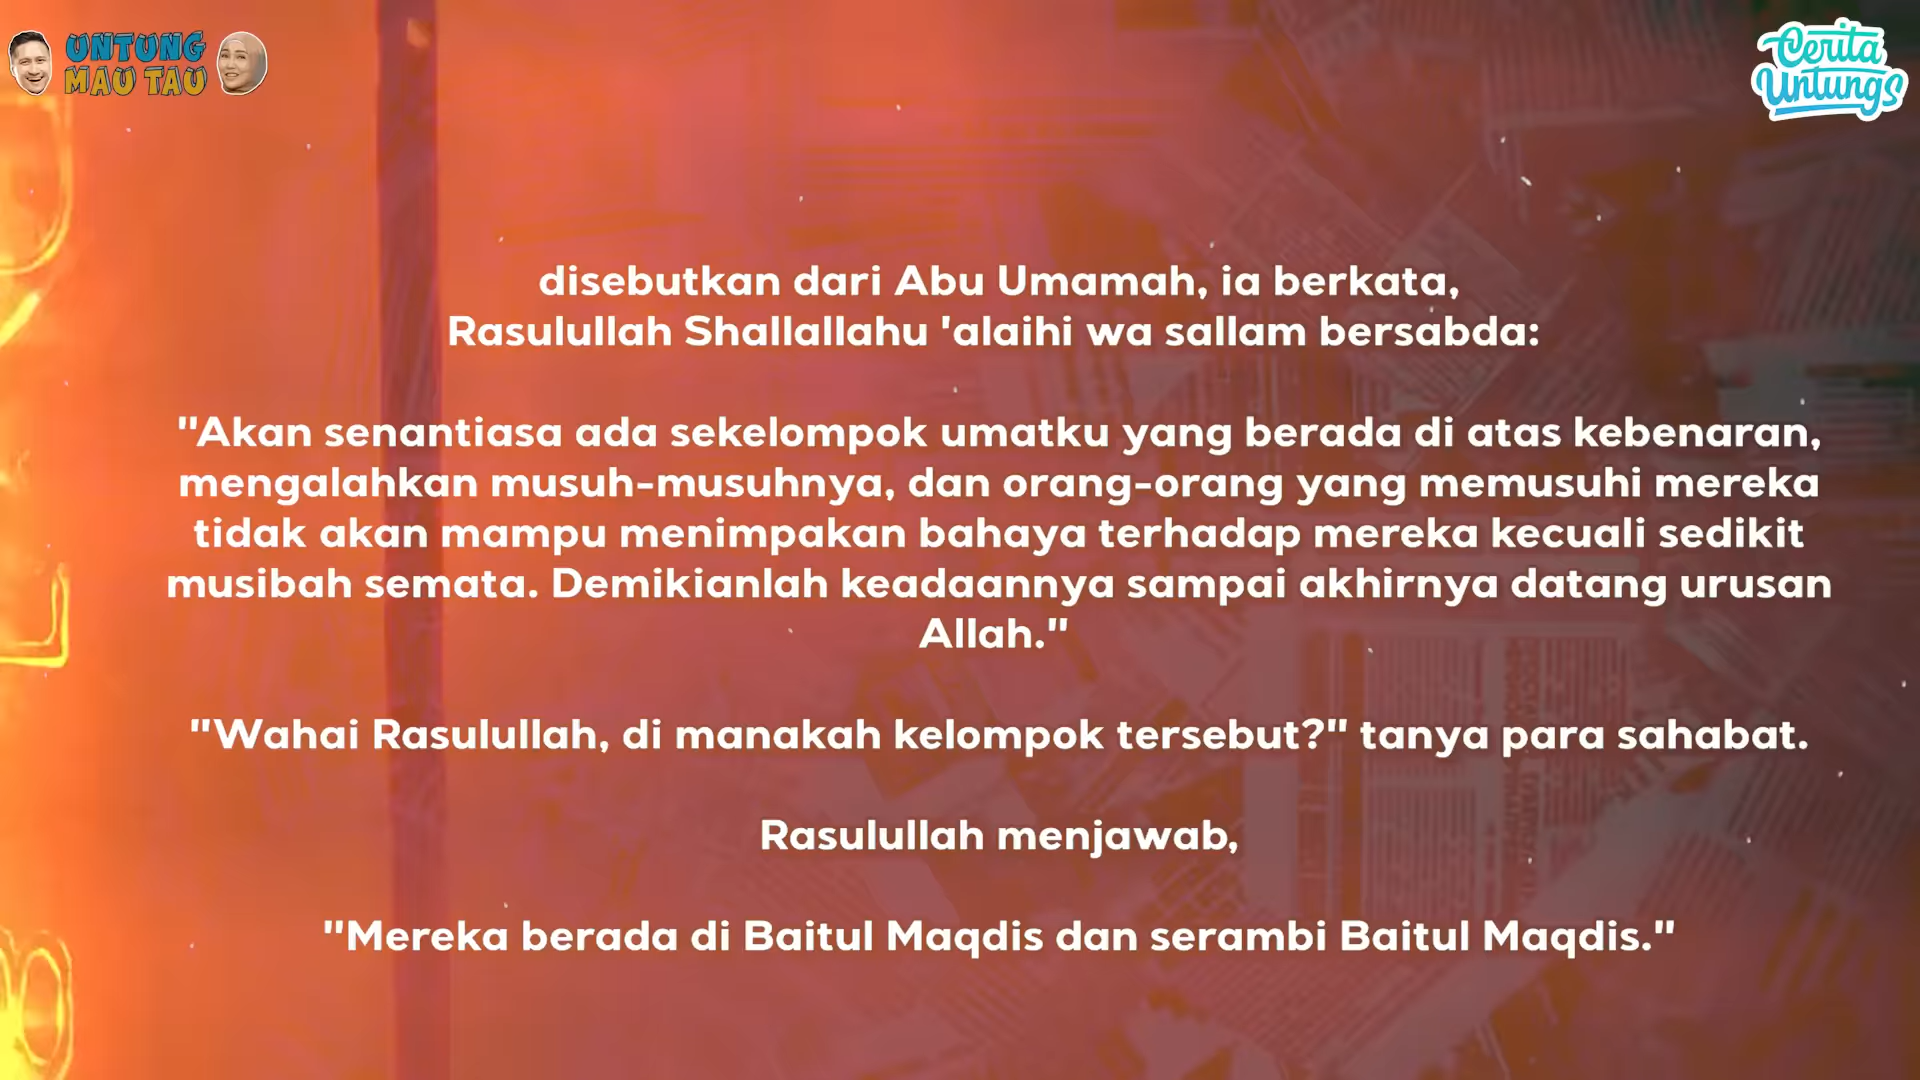 UNTUNG
MAU TAU
Cerita
Untungs
disebutkan dari Abu Umamah, ia berkata,
Rasulullah Shallallahu 'alaihi wa sallam bersabda:
"Akan senantiasa ada sekelompok umatku yang berada di atas kebenaran,
mengalahkan musuh-musuhnya, dan orang-orang yang memusuhi mereka
tidak akan mampu menimpakan bahaya terhadap mereka kecuali sedikit
musibah semata. Demikianlah keadaannya sampai akhirnya datang urusan
Allah."
"Wahai Rasulullah, di manakah kelompok tersebut?" tanya para sahabat.
Rasulullah menjawab,
"Mereka berada di Baitul Maqdis dan serambi Baitul Maqdis."